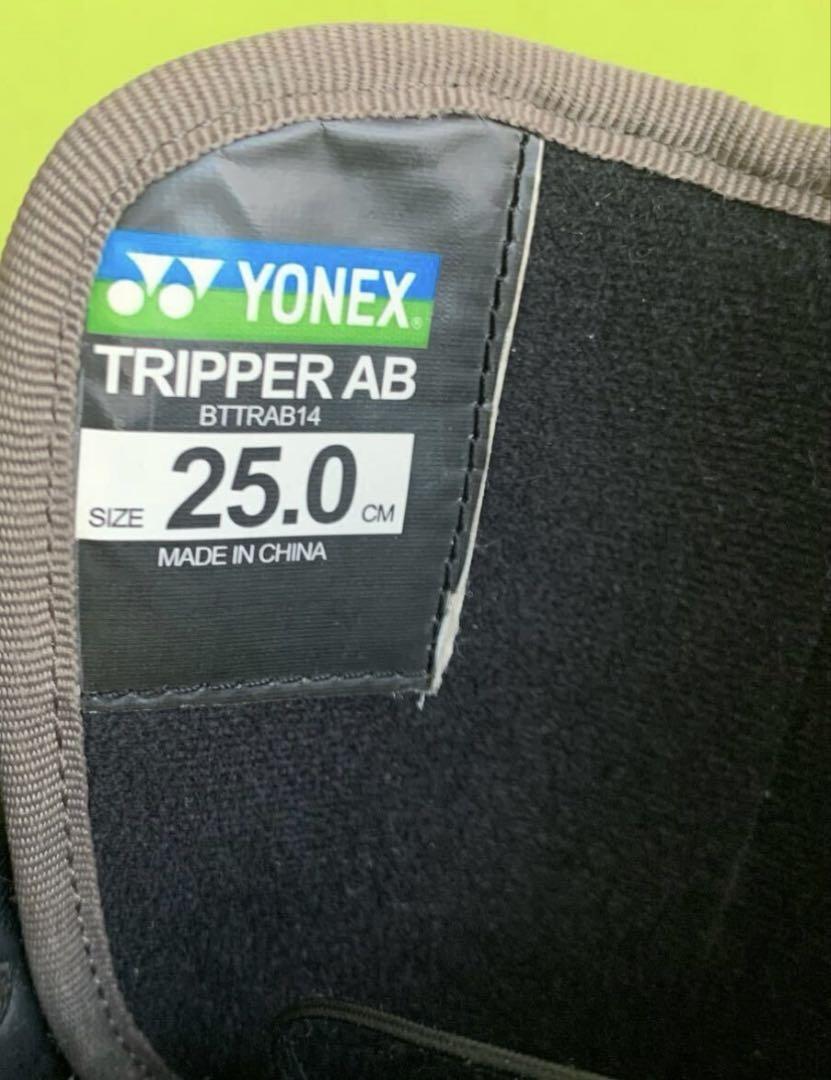 YONEX®
TRIPPER AB
BTTRAB14
SIZE 25.0 CM
MADE IN CHINA